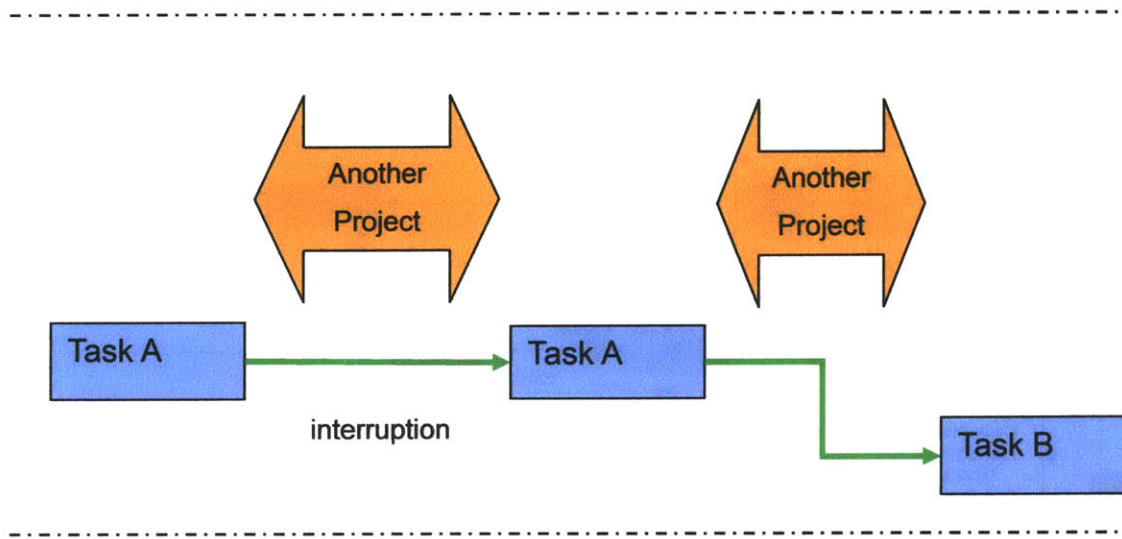 Another
Project
Another
Project
Task A
Task A
interruption
Task B